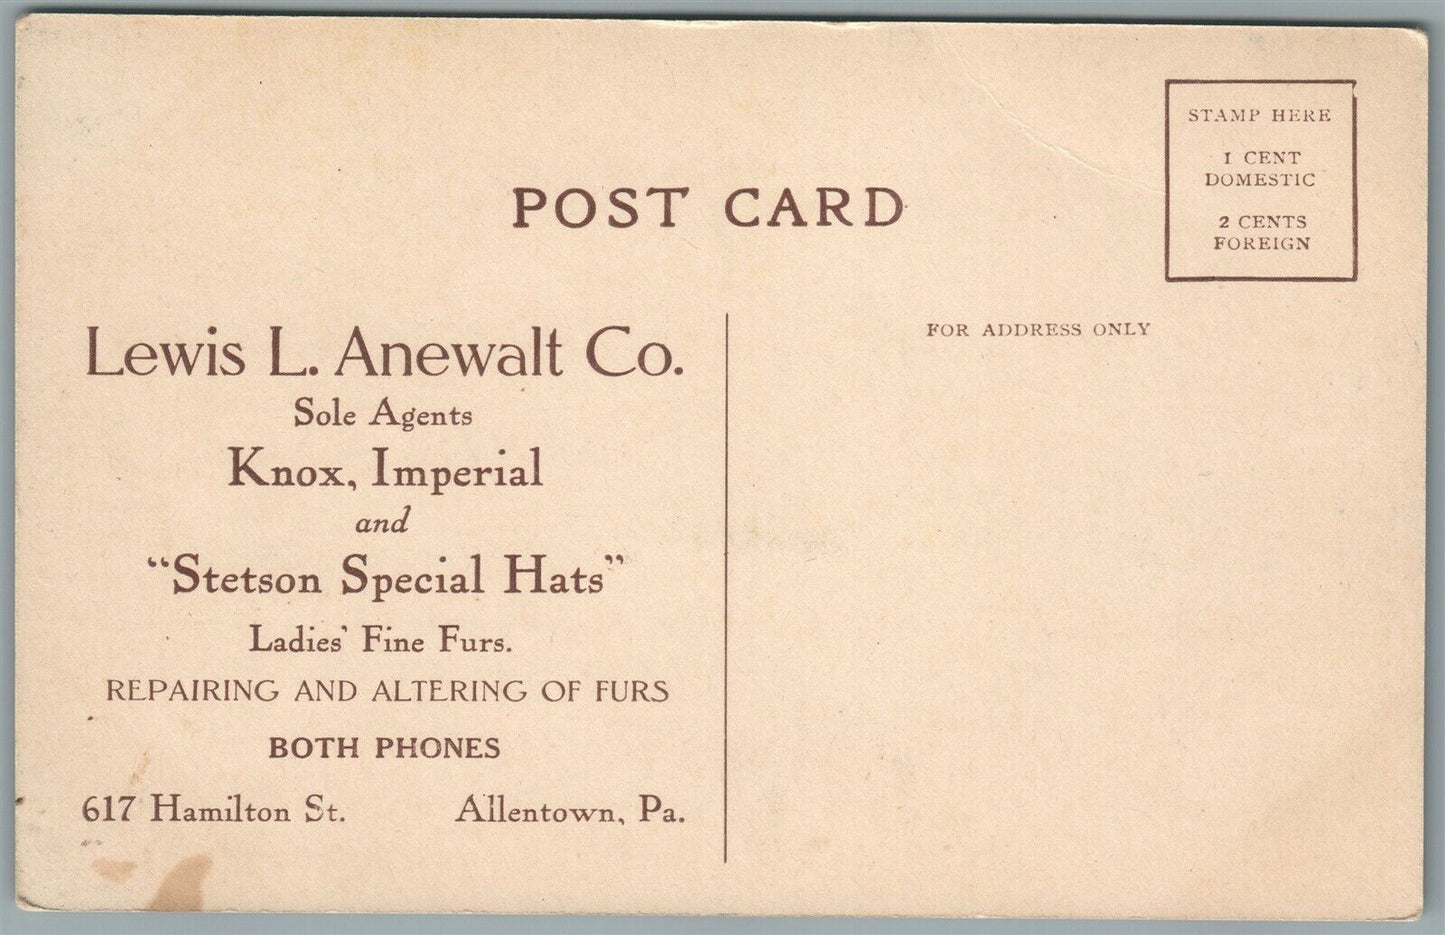 POST CARD
STAMP HERE
1 CENT
DOMESTIC
2 CENTS
FOREIGN
Lewis L. Anewalt Co.
Sole Agents
Knox, Imperial
and
“Stetson Special Hats”
Ladies’ Fine Furs.
REPAIRING AND ALTERING OF FURS
BOTH PHONES
617 Hamilton St. Allentown, Pa.
FOR ADDRESS ONLY